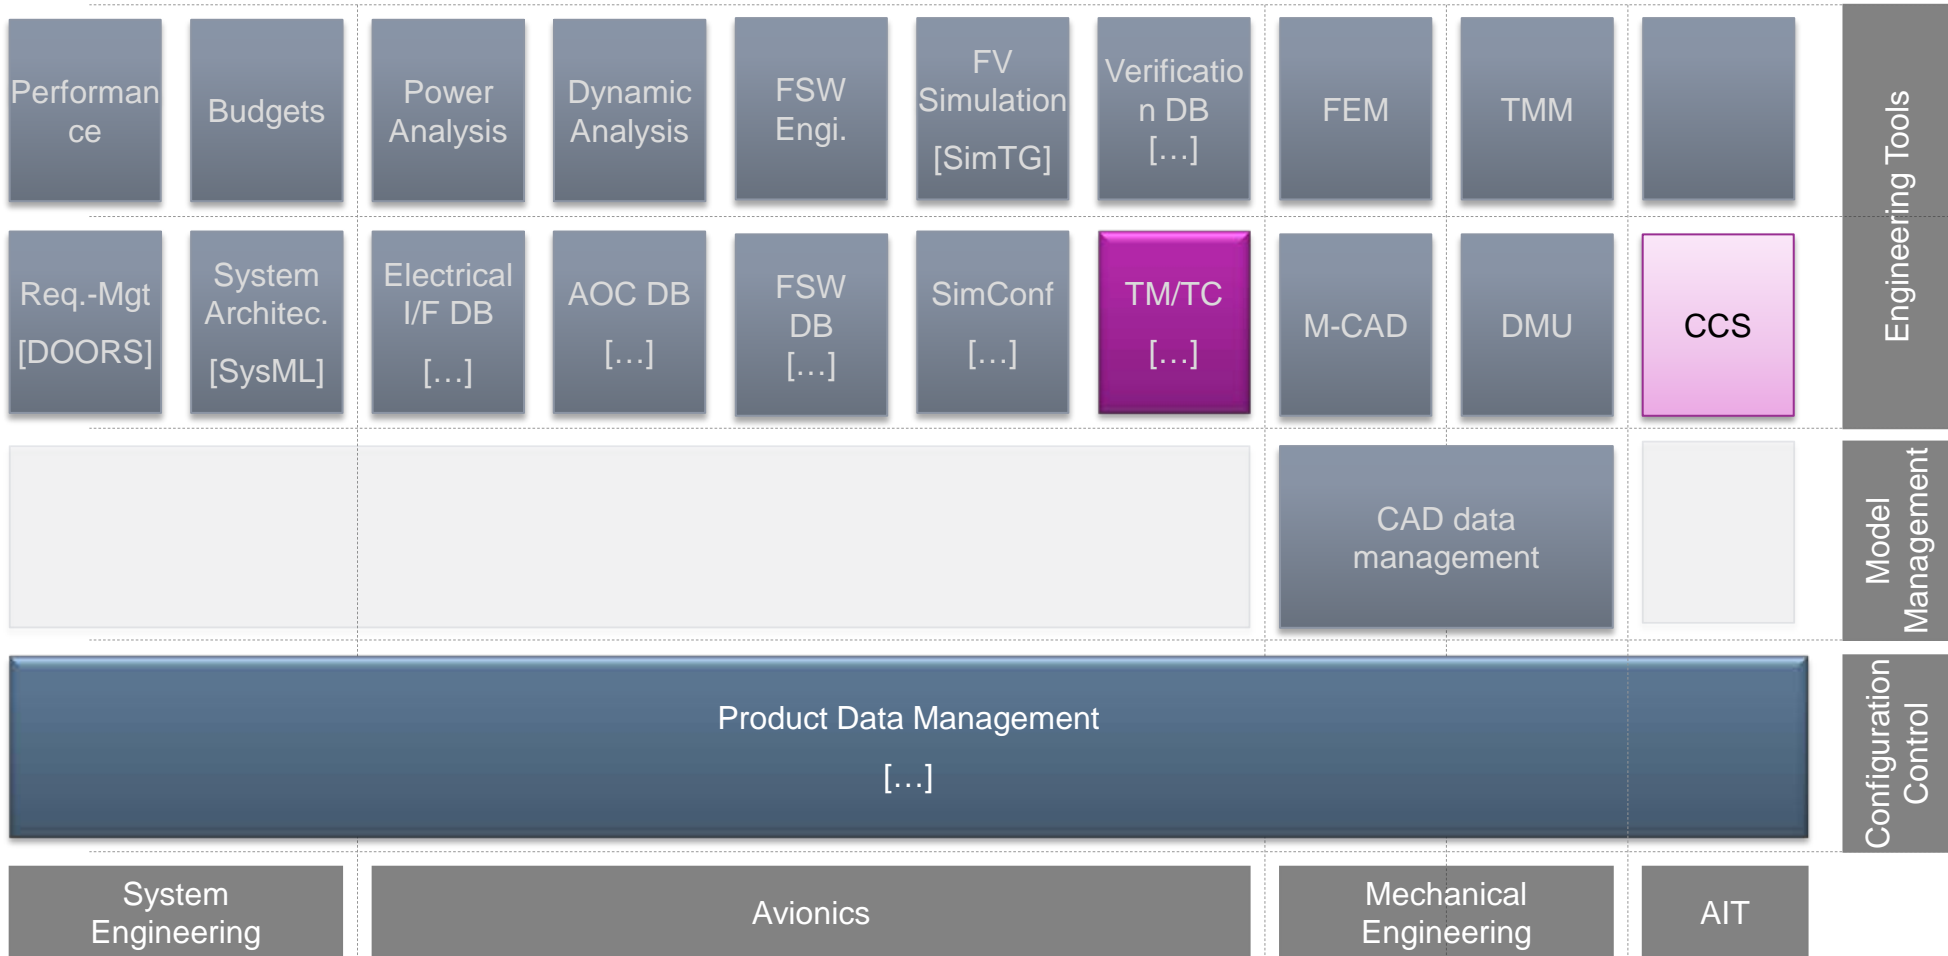 Performan
ce
Budgets
Power
Analysis
Dynamic
Analysis
FSW
Engi.
FV
Simulation
[SimTG]
Verificatio
n DB
[…]
FEM
TMM
Engineering Tools
Req.-Mgt
[DOORS]
System
Architec.
[SysML]
Electrical
I/F DB
[…]
AOC DB
[…]
FSW
DB
[…]
SimConf
[…]
TM/TC
[…]
M-CAD
DMU
CCS
CAD data
management
Model
Management
Product Data Management
[…]
Configuration
Control
System
Engineering
Avionics
Mechanical
Engineering
AIT